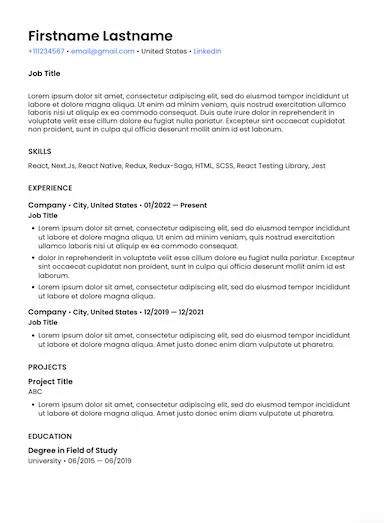 Firstname Lastname
+111234567 • email@gmail.com • United States • LinkedIn
Job Title
Lorem ipsum dolor sit amet, consectetur adipiscing elit, sed do eiusmod tempor incididunt ut
labore et dolore magna aliqua. Ut enim ad minim veniam, quis nostrud exercitation ullamco
laboris nisi ut aliquip ex ea commodo consequat. Duis aute irure dolor in reprehenderit in
voluptate velit esse cillum dolore eu fugiat nulla pariatur. Excepteur sint occaecat cupidatat
non proident, sunt in culpa qui officia deserunt mollit anim id est laborum.
SKILLS
React, Next.Js, React Native, Redux, Redux-Saga, HTML, SCSS, React Testing Library, Jest
EXPERIENCE
Company • City, United States • 01/2022 — Present
Job Title
• Lorem ipsum dolor sit amet, consectetur adipiscing elit, sed do eiusmod tempor incididunt
ut labore et dolore magna aliqua. Ut enim ad minim veniam, quis nostrud exercitation
ullamco laboris nisi ut aliquip ex ea commodo consequat.
• dolor in reprehenderit in voluptate velit esse cillum dolore eu fugiat nulla pariatur. Excepteur
sint occaecat cupidatat non proident, sunt in culpa qui officia deserunt mollit anim id est
laborum.
• Lorem ipsum dolor sit amet, consectetur adipiscing elit, sed do eiusmod tempor incididunt
ut labore et dolore magna aliqua.
Company • City, United States • 12/2019 — 12/2021
Job Title
• Lorem ipsum dolor sit amet, consectetur adipiscing elit, sed do eiusmod tempor incididunt
ut labore et dolore magna aliqua. Amet justo donec enim diam vulputate ut pharetra.
PROJECTS
Project Title
ABC
• Lorem ipsum dolor sit amet, consectetur adipiscing elit, sed do eiusmod tempor incididunt
ut labore et dolore magna aliqua. Amet justo donec enim diam vulputate ut pharetra.
EDUCATION
Degree in Field of Study
University • 06/2015 — 06/2019